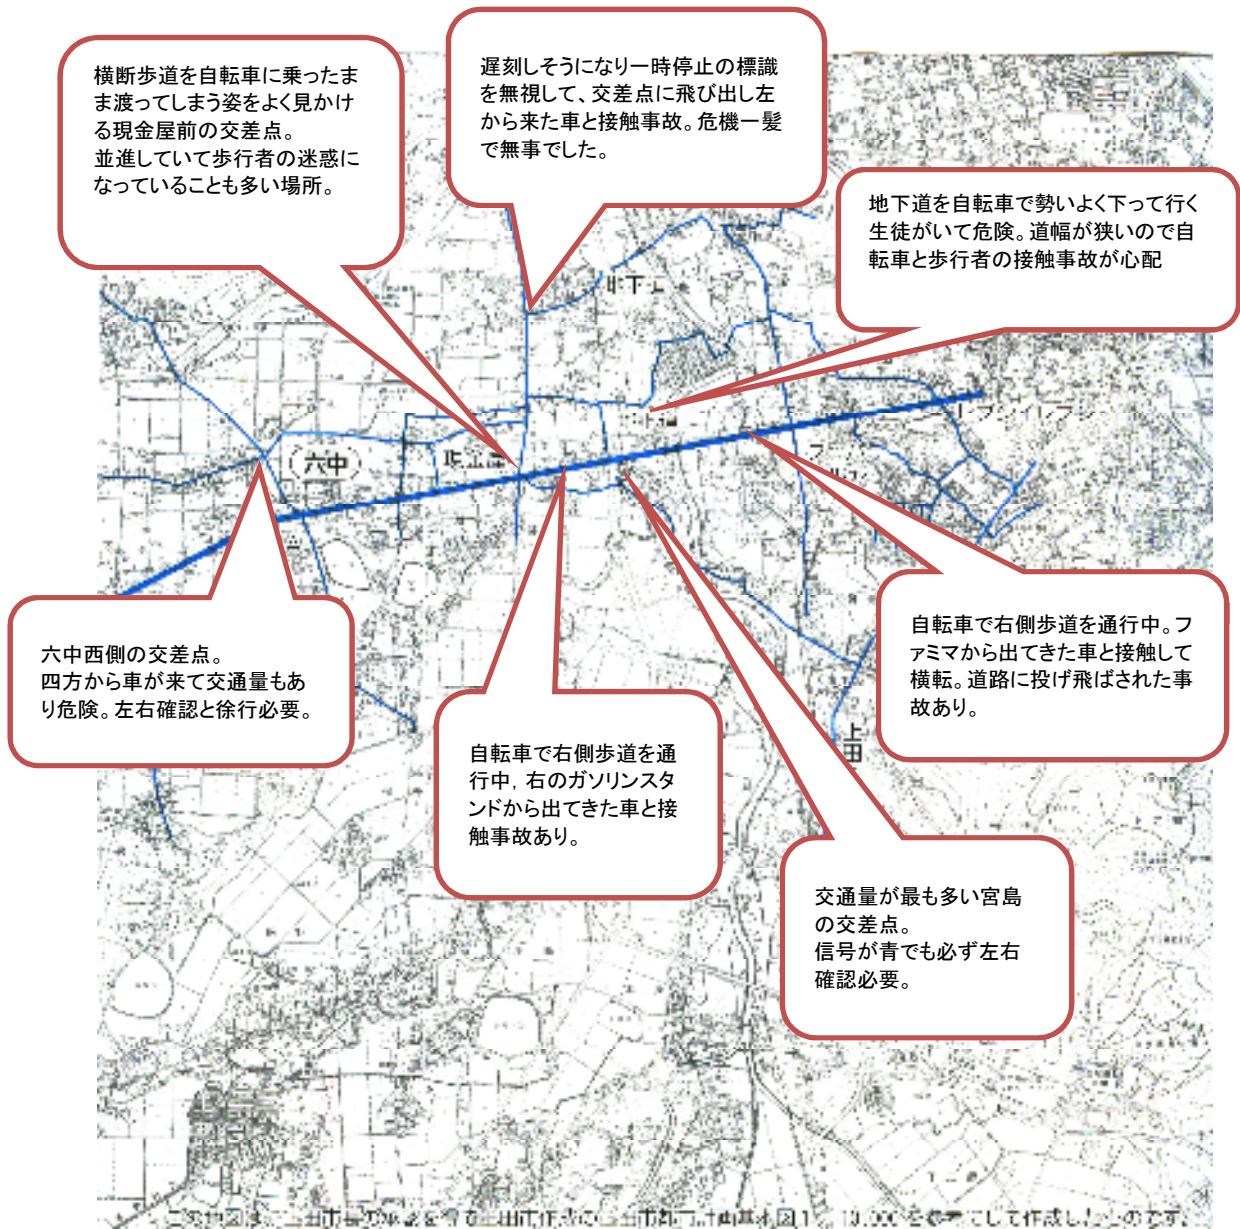 横断歩道を自転車に乗ったま
ま渡ってしまう姿をよく見かけ
る現金屋前の交差点。
並進していて歩行者の迷惑に
なっていることも多い場所。
遅刻しそうになり一時停止の標識
を無視して、交差点に飛び出し左
から来た車と接触事故。危機一髪
で無事でした。
地下道を自転車で勢いよく下って行く
生徒がいて危険。道幅が狭いので自
転車と歩行者の接触事故が心配
六中
六中西側の交差点。
四方から車が来て交通量もあ
り危険。左右確認と徐行必要。
自転車で右側歩道を通
行中，右のガソリンスタ
ンドから出てきた車と接
触事故あり。
自転車で右側歩道を通行中。フ
ァミマから出てきた車と接触して
横転。道路に投げ飛ばされた事
故あり。
上田
交通量が最も多い宮島
の交差点。
信号が青でも必ず左右
確認必要。